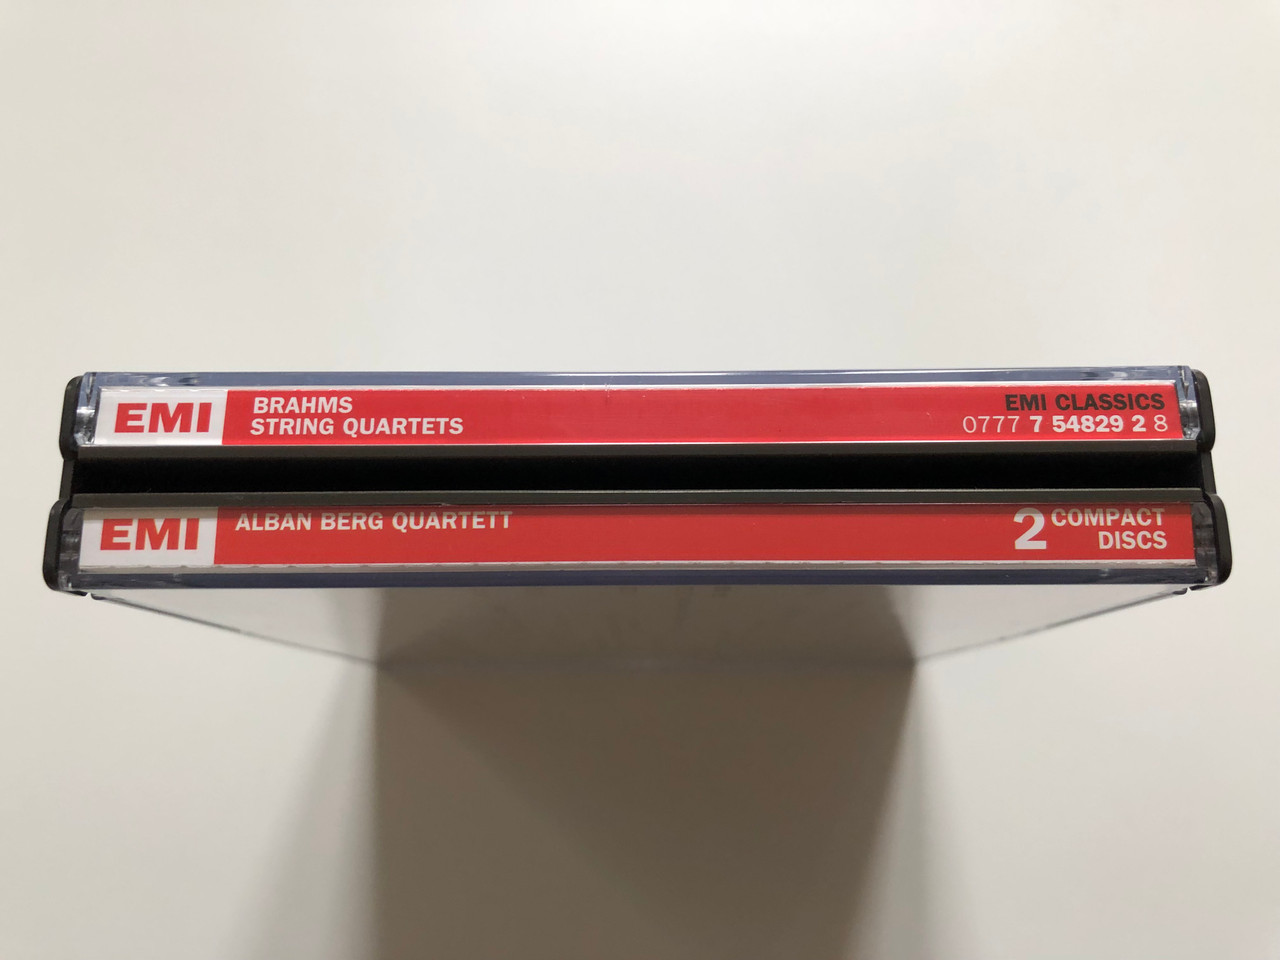 EMI
BRAHMS
STRING QUARTETS
EMI CLASSICS
0777 7 54829 2 8
EMI
ALBAN BERG QUARTETT
2 COMPACT
DISCS